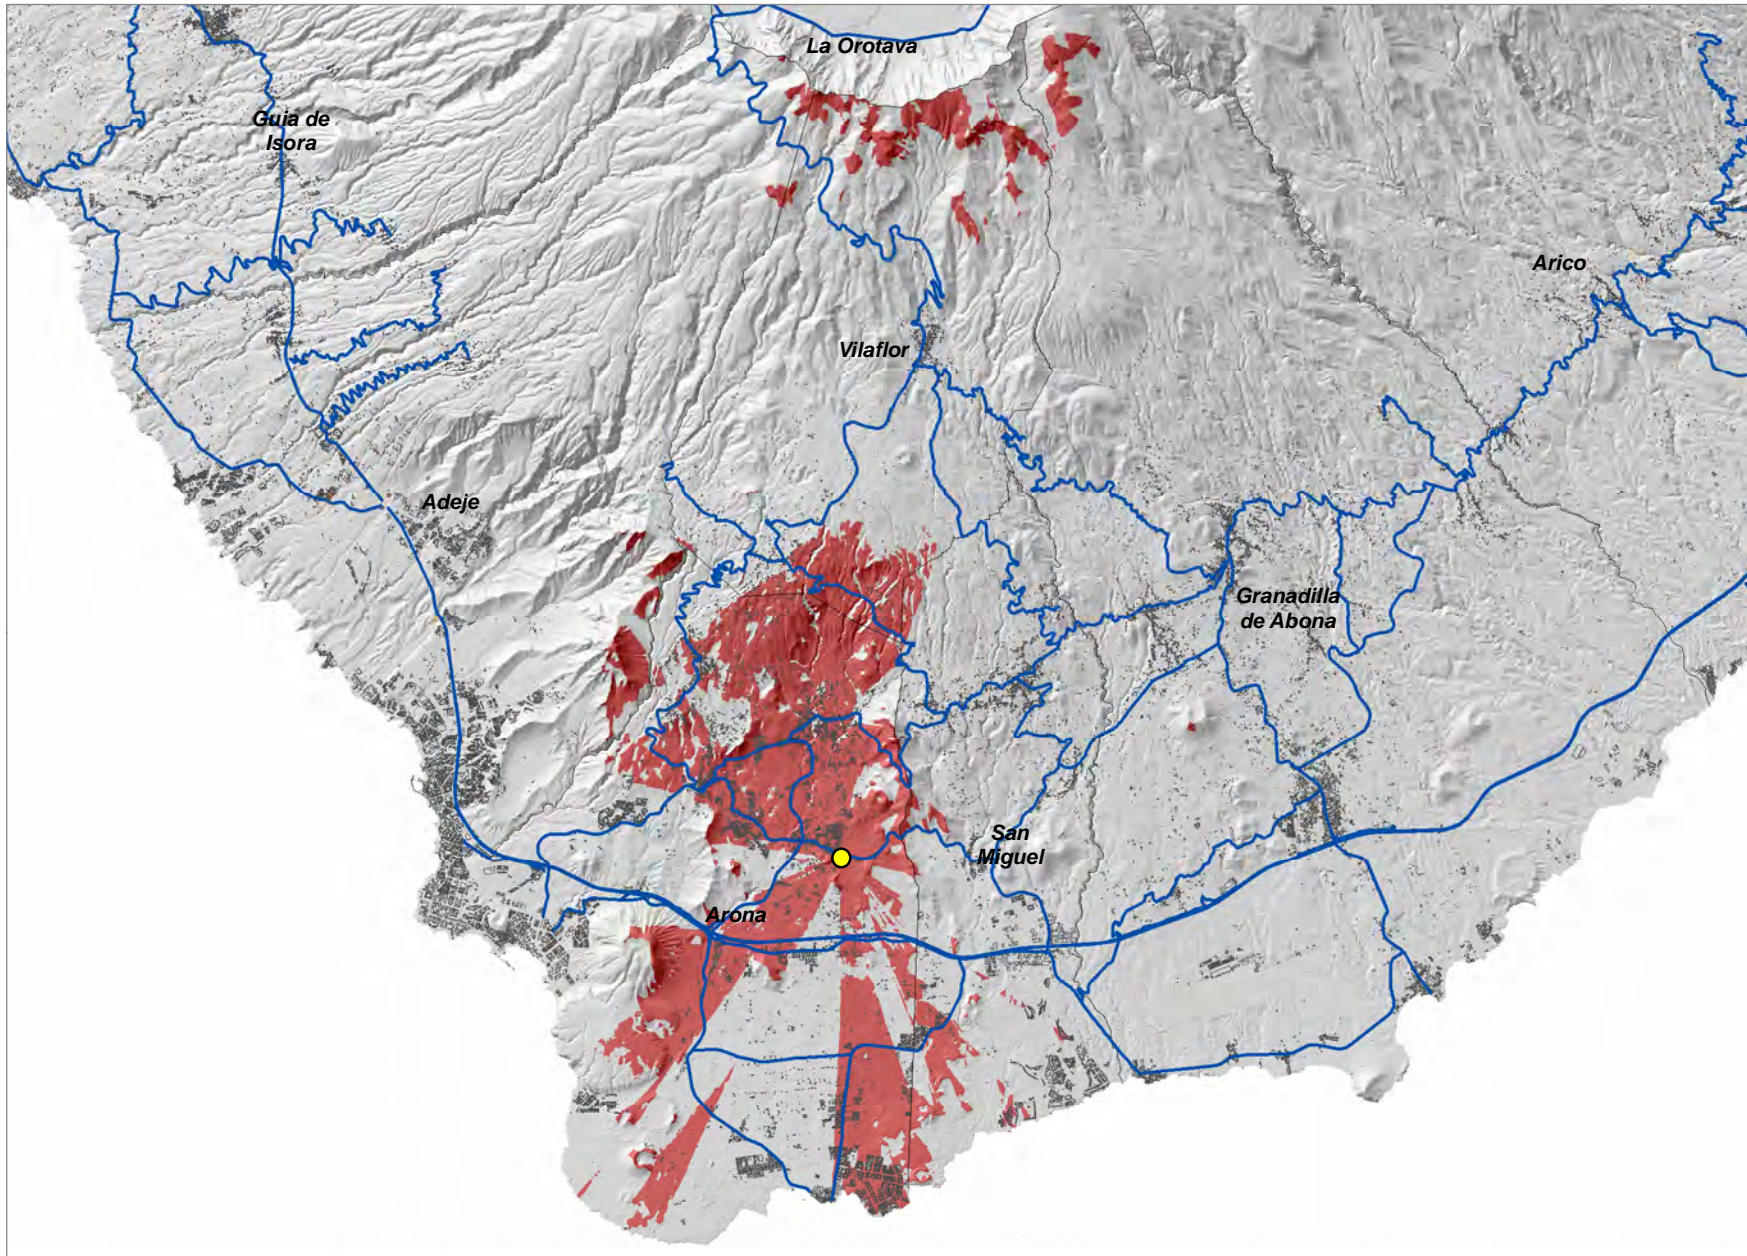 La Orotava
Guia de
Isora
Arico
Vilaflor
Adeje
Granadilla
de Abona
San
Miguel
Arona